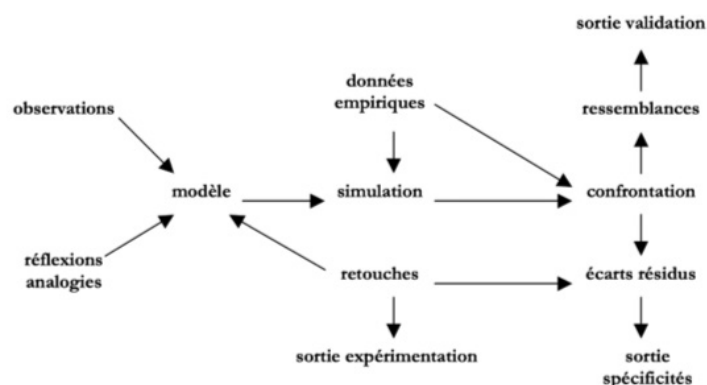 sortie validation
données
empiriques
observations
ressemblances
modèle
simulation
confrontation
réflexions
analogies
retouches
écarts résidus
sortie expérimentation
sortie
spécificités